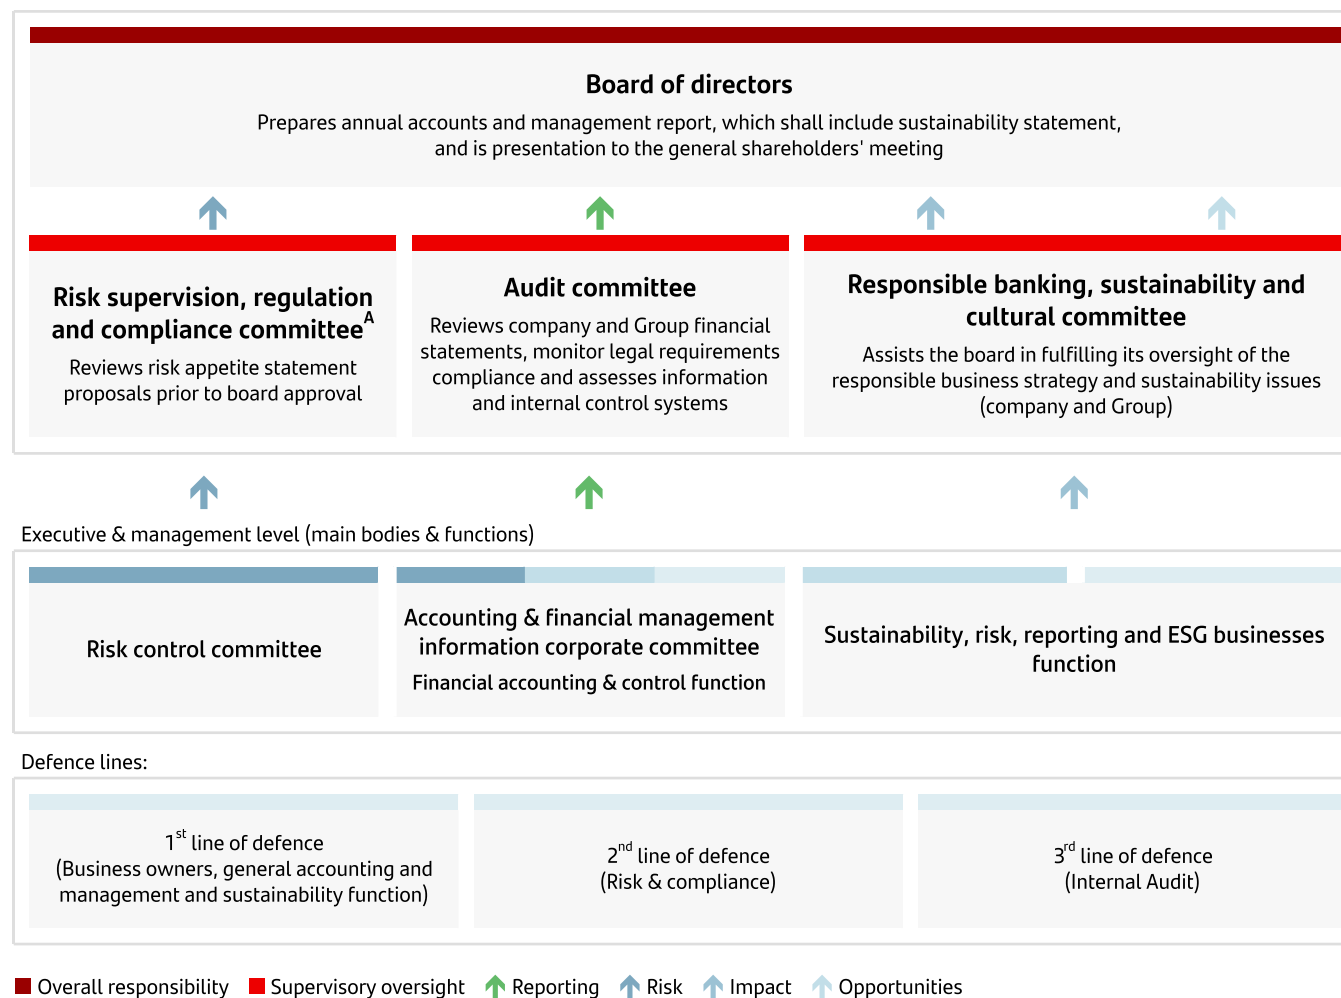 Board of directors
Prepares annual accounts and management report, which shall include sustainability statement,
and is presentation to the general shareholders' meeting
Risk supervision, regulation
and compliance committeeA
Reviews risk appetite statement
proposals prior to board approval
Audit committee
Reviews company and Group financial
statements, monitor legal requirements
compliance and assesses information
and internal control systems
Responsible banking, sustainability and
cultural committee
Assists the board in fulfilling its oversight of the
responsible business strategy and sustainability issues
(company and Group)
Executive & management level (main bodies & functions)
Risk control committee
Accounting & financial management
information corporate committee
Financial accounting & control function
Sustainability, risk, reporting and ESG businesses
function
Defence lines:
1st line of defence
(Business owners, general accounting and
management and sustainability function)
2nd line of defence
(Risk & compliance)
3rd line of defence
(Internal Audit)
Overall responsibility Supervisory oversight Reporting Risk Impact Opportunities